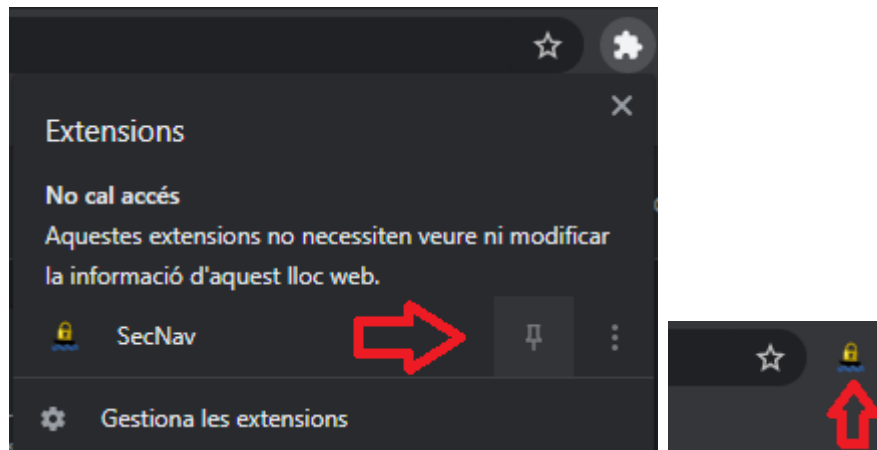 Extensions
No cal accés
Aquestes extensions no necessiten veure ni modificar
la informació d'aquest lloc web.
SecNav
Gestiona les extensions